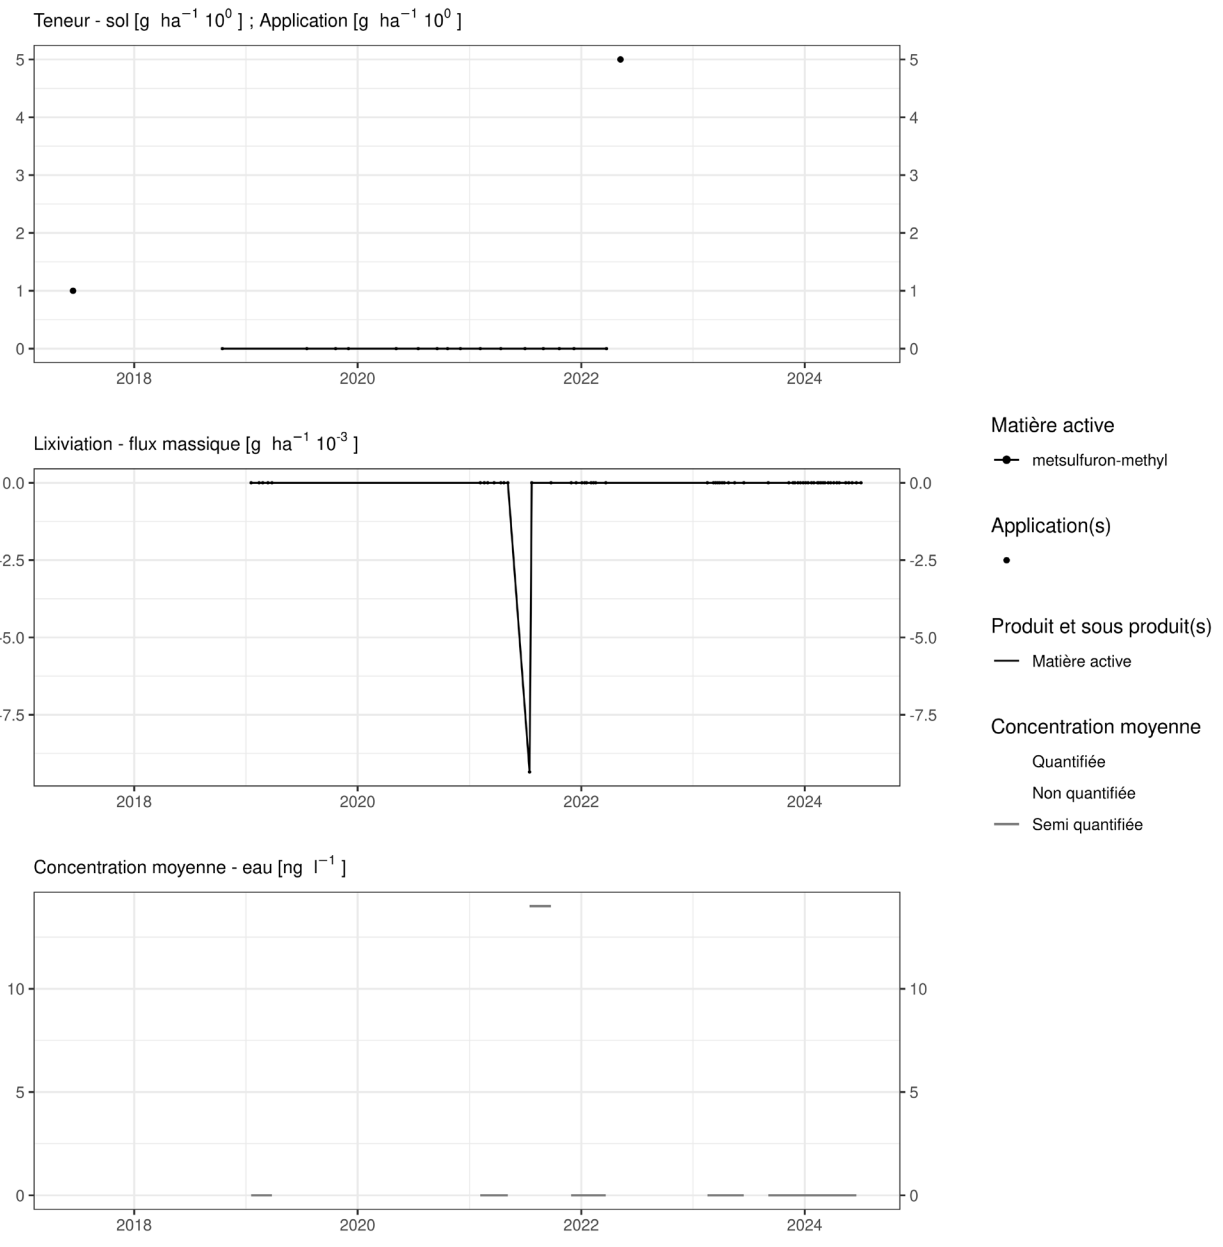 Teneur - sol [g ha⁻¹ 10⁰ ] ; Application [g ha⁻¹ 10⁰ ]
5 5
4 4
3 3
2 2
1 1
0 0
2018 2020 2022 2024
Lixiviation - flux massique [g ha⁻¹ 10⁻³ ]
0.0 0.0
-2.5 -2.5
-5.0 -5.0
-7.5 -7.5
2018 2020 2022 2024
Concentration moyenne - eau [ng l⁻¹ ]
10 10
5 5
0 0
2018 2020 2022 2024
Matière active
metsulfuron-methyl
Application(s)
Produit et sous produit(s)
Matière active
Concentration moyenne
Quantifiée
Non quantifiée
Semi quantifiée